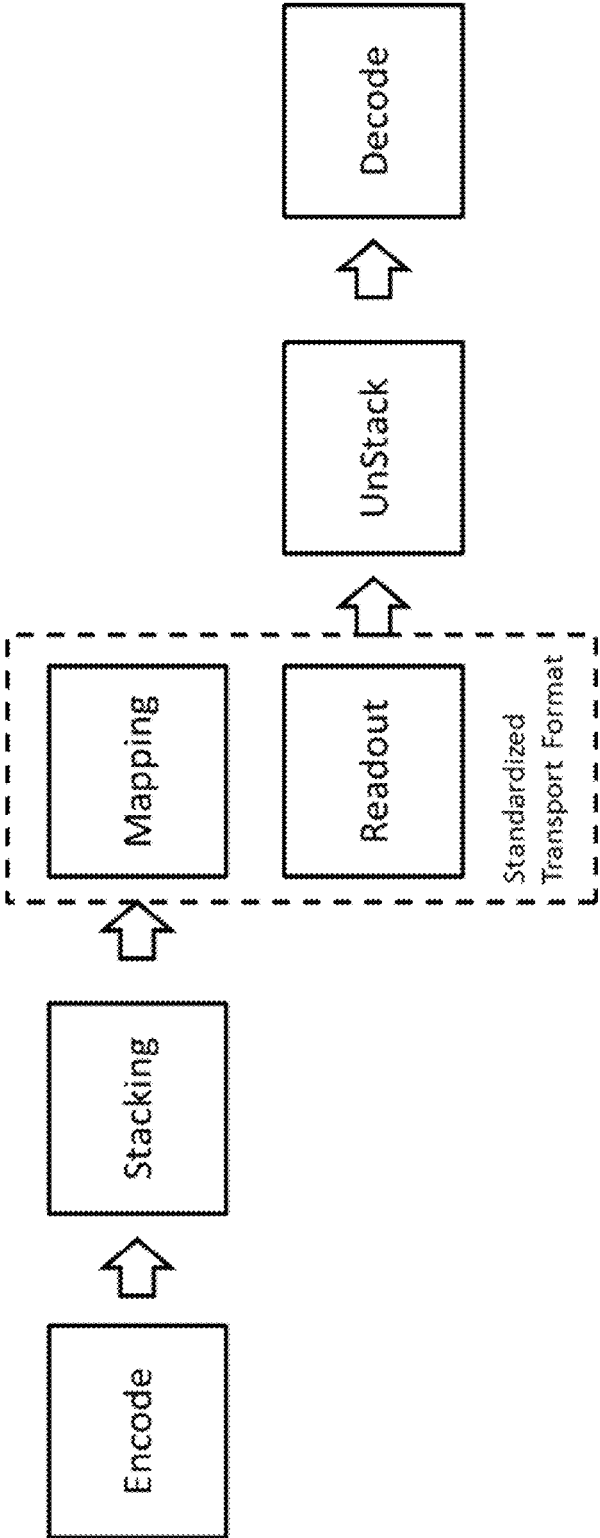 Encode
Stacking
Mapping
Readout
Standardized
Transport Format
UnStack
Decode